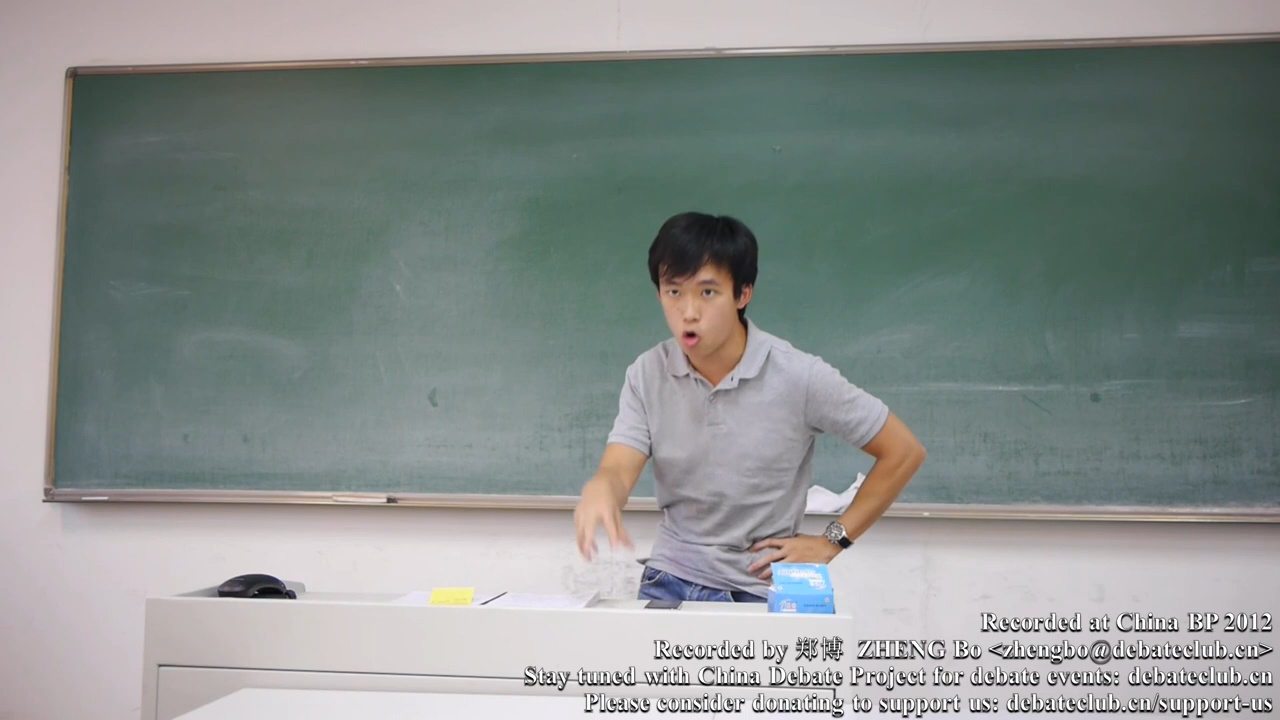 Recorded at China BP 2012
Recorded by 郑博 ZHENG Bo <zhengbo@debateclub.cn>
Stay tuned with China Debate Project for debate events: debateclub.cn
Please consider donating to support us: debateclub.cn/support-us